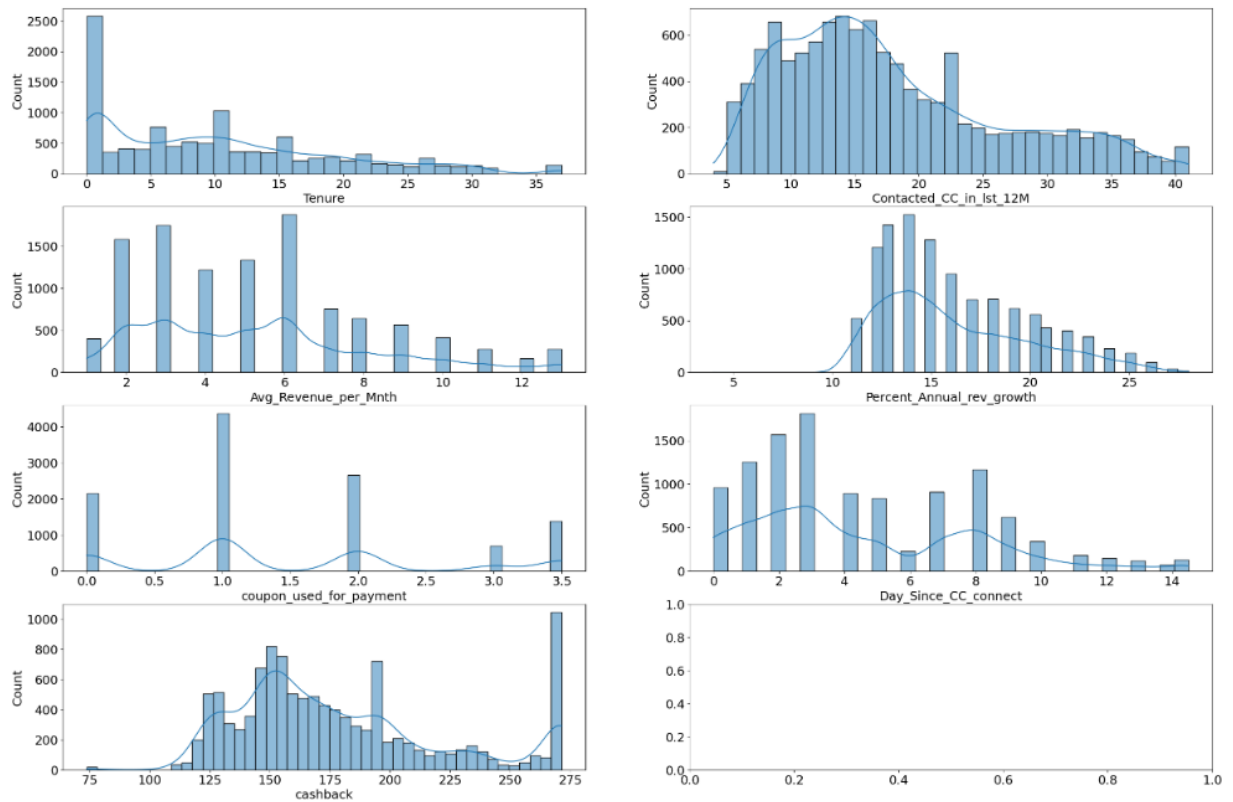 2500
2000
1500
1000
500
0
Count
0 5 10 15 20 25 30 35
Tenure
600
400
200
0
Count
5 10 15 20 25 30 35 40
Contacted_CC_in_lst_12M
1500
1000
500
0
Count
2 4 6 8 10 12
Avg_Revenue_per_Mnth
1500
1000
500
0
Count
5 10 15 20 25
Percent_Annual_rev_growth
4000
3000
2000
1000
0
Count
0.0 0.5 1.0 1.5 2.0 2.5 3.0 3.5
coupon_used_for_payment
1500
1000
500
0
Count
0 2 4 6 8 10 12 14
Day_Since_CC_connect
1000
800
600
400
200
0
Count
75 100 125 150 175 200 225 250 275
cashback
1.0
0.8
0.6
0.4
0.2
0.0
0.0 0.2 0.4 0.6 0.8 1.0